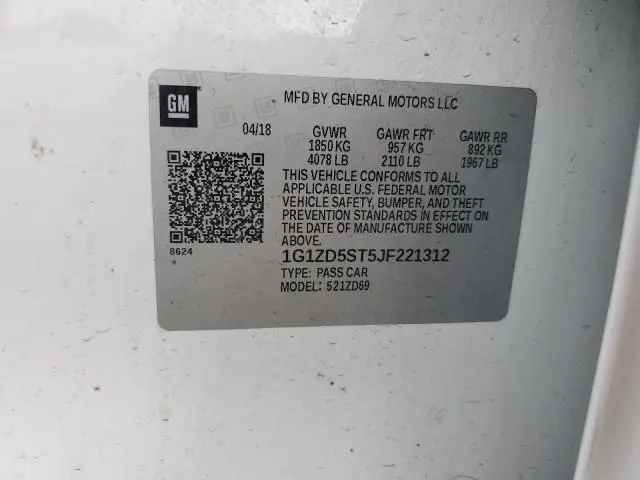 GM
MFD BY GENERAL MOTORS LLC
04/18 GVWR GAWR FRT GAWR RR
1850 KG 957 KG 892 KG
4078 LB 2110 LB 1967 LB
THIS VEHICLE CONFORMS TO ALL
APPLICABLE U.S. FEDERAL MOTOR
VEHICLE SAFETY, BUMPER, AND THEFT
PREVENTION STANDARDS IN EFFECT ON
THE DATE OF MANUFACTURE SHOWN
ABOVE.
8624
1G1ZD5ST5JF221312
TYPE: PASS CAR
MODEL: 521ZD69